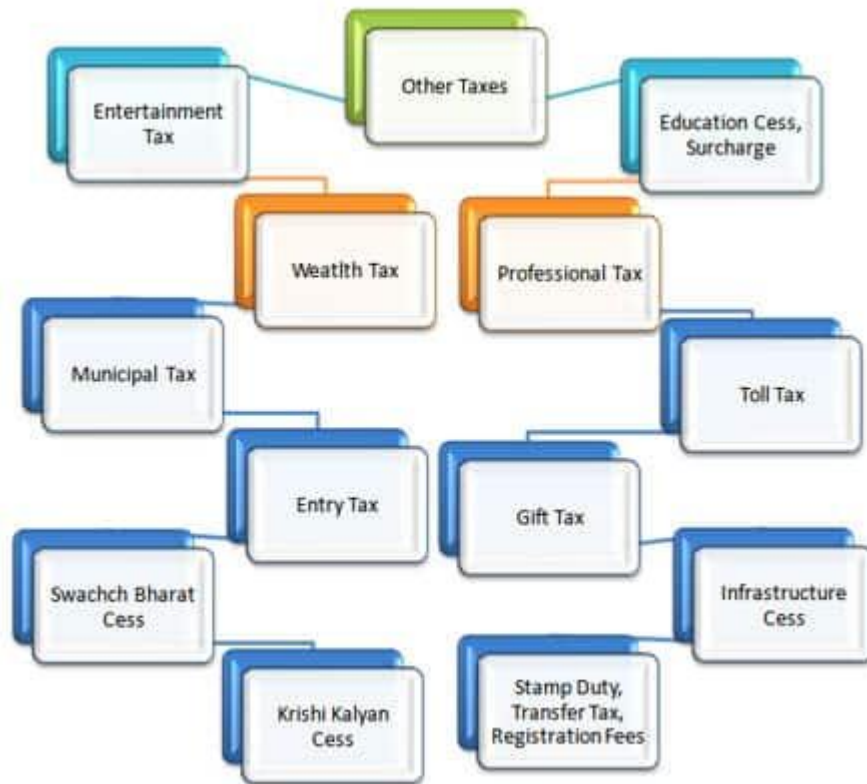 Other Taxes
Entertainment
Tax
Education Cess,
Surcharge
Weatlth Tax
Professional Tax
Municipal Tax
Toll Tax
Entry Tax
Gift Tax
Swachch Bharat
Cess
Infrastructure
Cess
Krishi Kalyan
Cess
Stamp Duty,
Transfer Tax,
Registration Fees